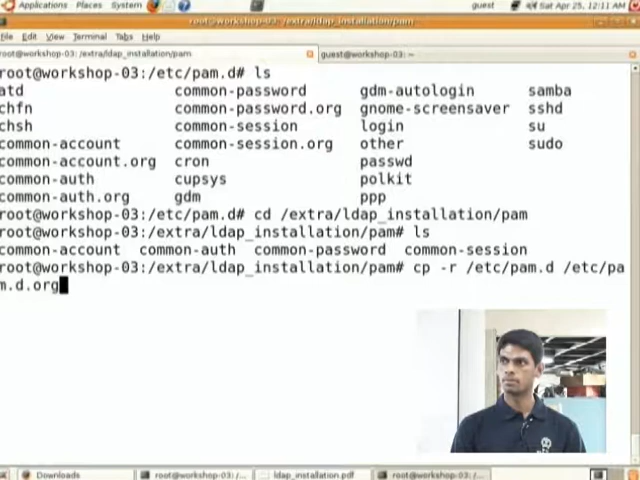 Applications Places System guest Sat Apr 25, 12:11 AM
root@workshop-03: /extra/ldap_installation/pam
File Edit View Terminal Tabs Help
root@workshop-03: /extra/ldap_installation/pam guest@workshop-03: ~
root@workshop-03:/etc/pam.d# ls
atd common-password gdm-autologin samba
chfn common-password.org gnome-screensaver sshd
chsh common-session login su
common-account common-session.org other sudo
common-account.org cron passwd
common-auth cupsys polkit
common-auth.org gdm ppp
root@workshop-03:/etc/pam.d# cd /extra/ldap_installation/pam
root@workshop-03:/extra/ldap_installation/pam# ls
common-account common-auth common-password common-session
root@workshop-03:/extra/ldap_installation/pam# cp -r /etc/pam.d /etc/pa
m.d.org
Downloads root@workshop-03: /... ldap_installation.pdf root@workshop-03: /...